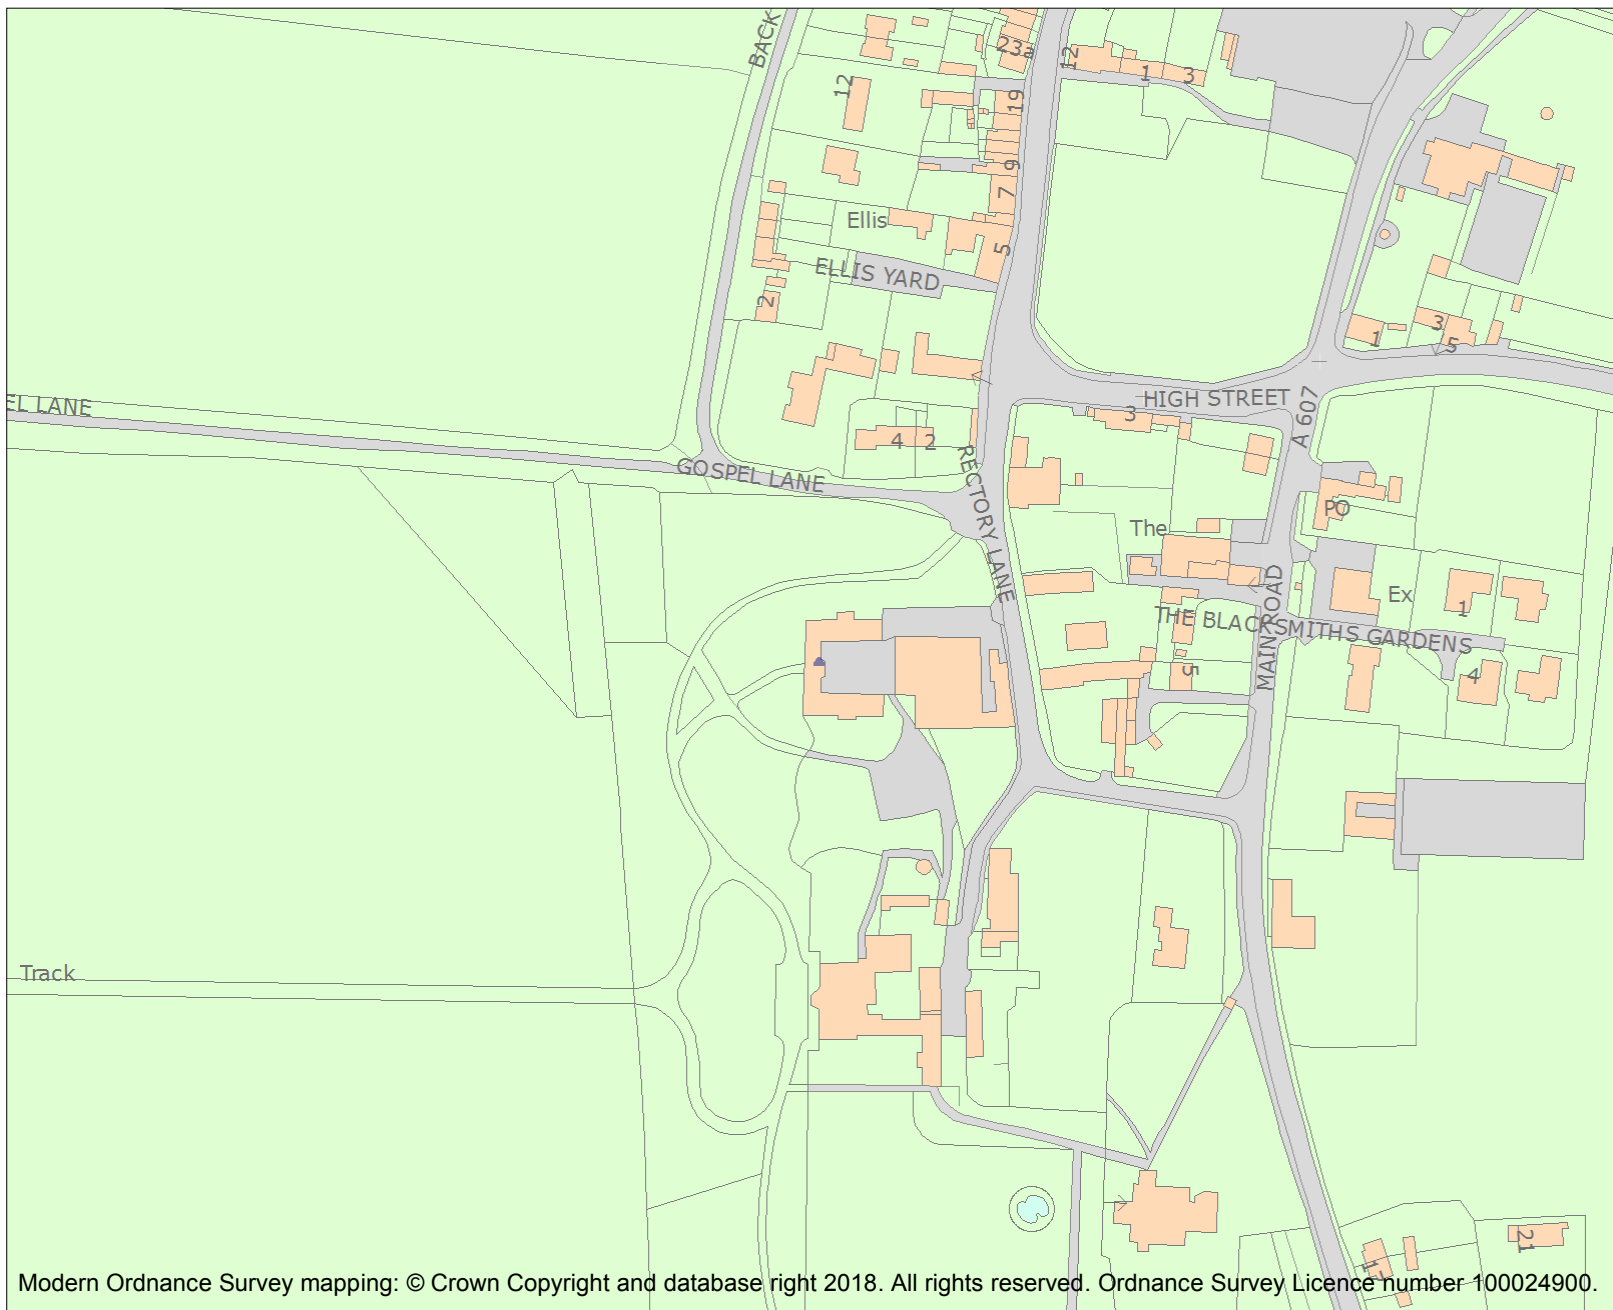 BACK
23a
12
1
3
12
19
9
7
Ellis
5
ELLIS YARD
2
1
3
5
EL LANE
HIGH STREET
3
A 607
4
2
GOSPEL LANE
RECTORY LANE
PO
The
Ex
1
MAIN ROAD
THE BLACKSMITHS GARDENS
5
4
Track
21
Modern Ordnance Survey mapping: © Crown Copyright and database right 2018. All rights reserved. Ordnance Survey Licence number 100024900.